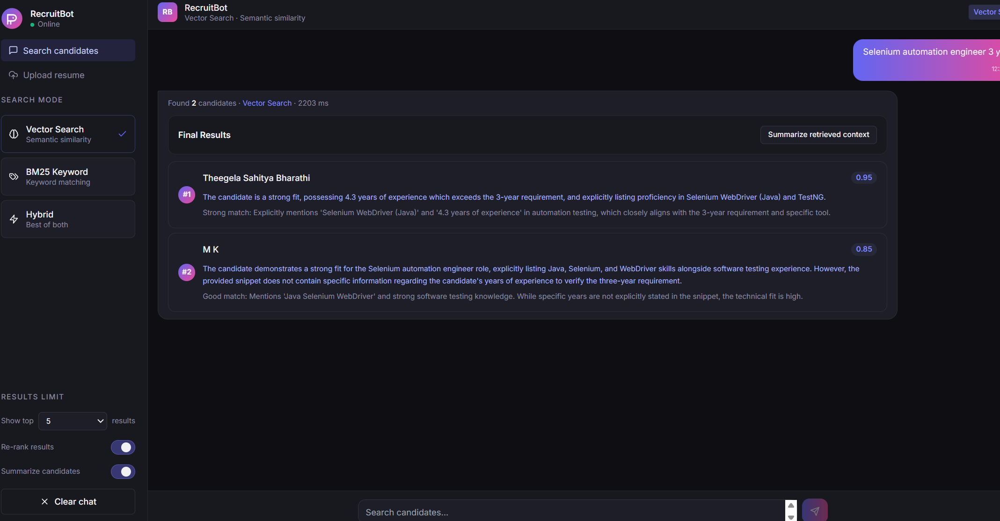 RecruitBot
Online
Search candidates
Upload resume
SEARCH MODE
Vector Search
Semantic similarity
BM25 Keyword
Keyword matching
Hybrid
Best of both
RESULTS LIMIT
Show top 5 results
Re-rank results
Summarize candidates
Clear chat
RB
RecruitBot
Vector Search · Semantic similarity
Vector S
Selenium automation engineer 3 y
12:
Found 2 candidates · Vector Search · 2203 ms
Final Results
Summarize retrieved context
#1
Theegela Sahitya Bharathi
0.95
The candidate is a strong fit, possessing 4.3 years of experience which exceeds the 3-year requirement, and explicitly listing proficiency in Selenium WebDriver (Java) and TestNG.
Strong match: Explicitly mentions 'Selenium WebDriver (Java)' and '4.3 years of experience' in automation testing, which closely aligns with the 3-year requirement and specific tool.
#2
M K
0.85
The candidate demonstrates a strong fit for the Selenium automation engineer role, explicitly listing Java, Selenium, and WebDriver skills alongside software testing experience. However, the
provided snippet does not contain specific information regarding the candidate's years of experience to verify the three-year requirement.
Good match: Mentions 'Java Selenium WebDriver' and strong software testing knowledge. While specific years are not explicitly stated in the snippet, the technical fit is high.
Search candidates...